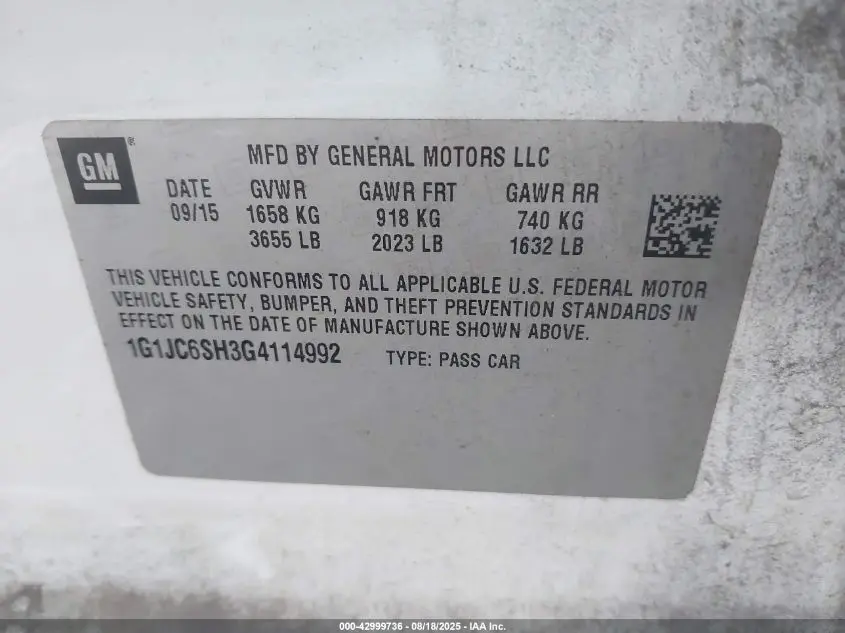 GM ®
MFD BY GENERAL MOTORS LLC
DATE GVWR GAWR FRT GAWR RR
09/15 1658 KG 918 KG 740 KG
3655 LB 2023 LB 1632 LB
THIS VEHICLE CONFORMS TO ALL APPLICABLE U.S. FEDERAL MOTOR
VEHICLE SAFETY, BUMPER, AND THEFT PREVENTION STANDARDS IN
EFFECT ON THE DATE OF MANUFACTURE SHOWN ABOVE.
1G1JC6SH3G4114992 TYPE: PASS CAR
000-42999736 - 08/18/2025 - IAA Inc.